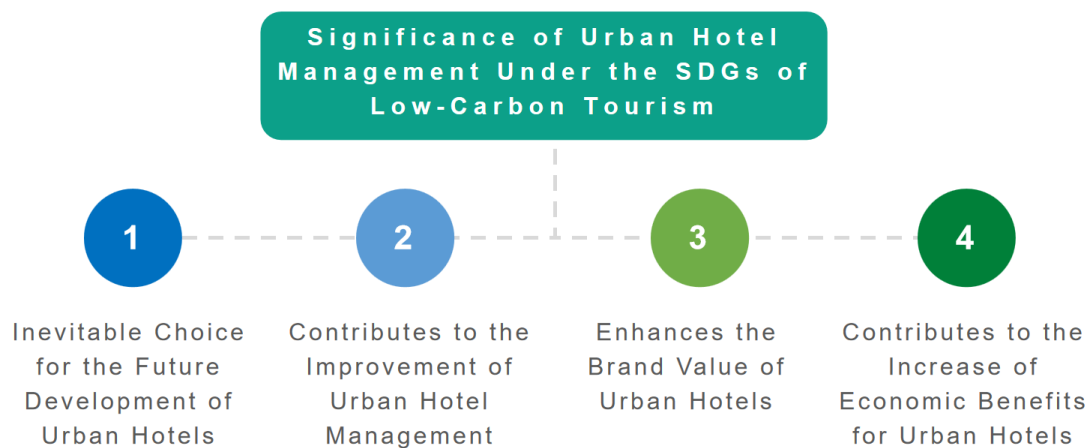 Significance of Urban Hotel
Management Under the SDGs of
Low-Carbon Tourism
1
2
3
4
Inevitable Choice
for the Future
Development of
Urban Hotels
Contributes to the
Improvement of
Urban Hotel
Management
Enhances the
Brand Value of
Urban Hotels
Contributes to the
Increase of
Economic Benefits
for Urban Hotels